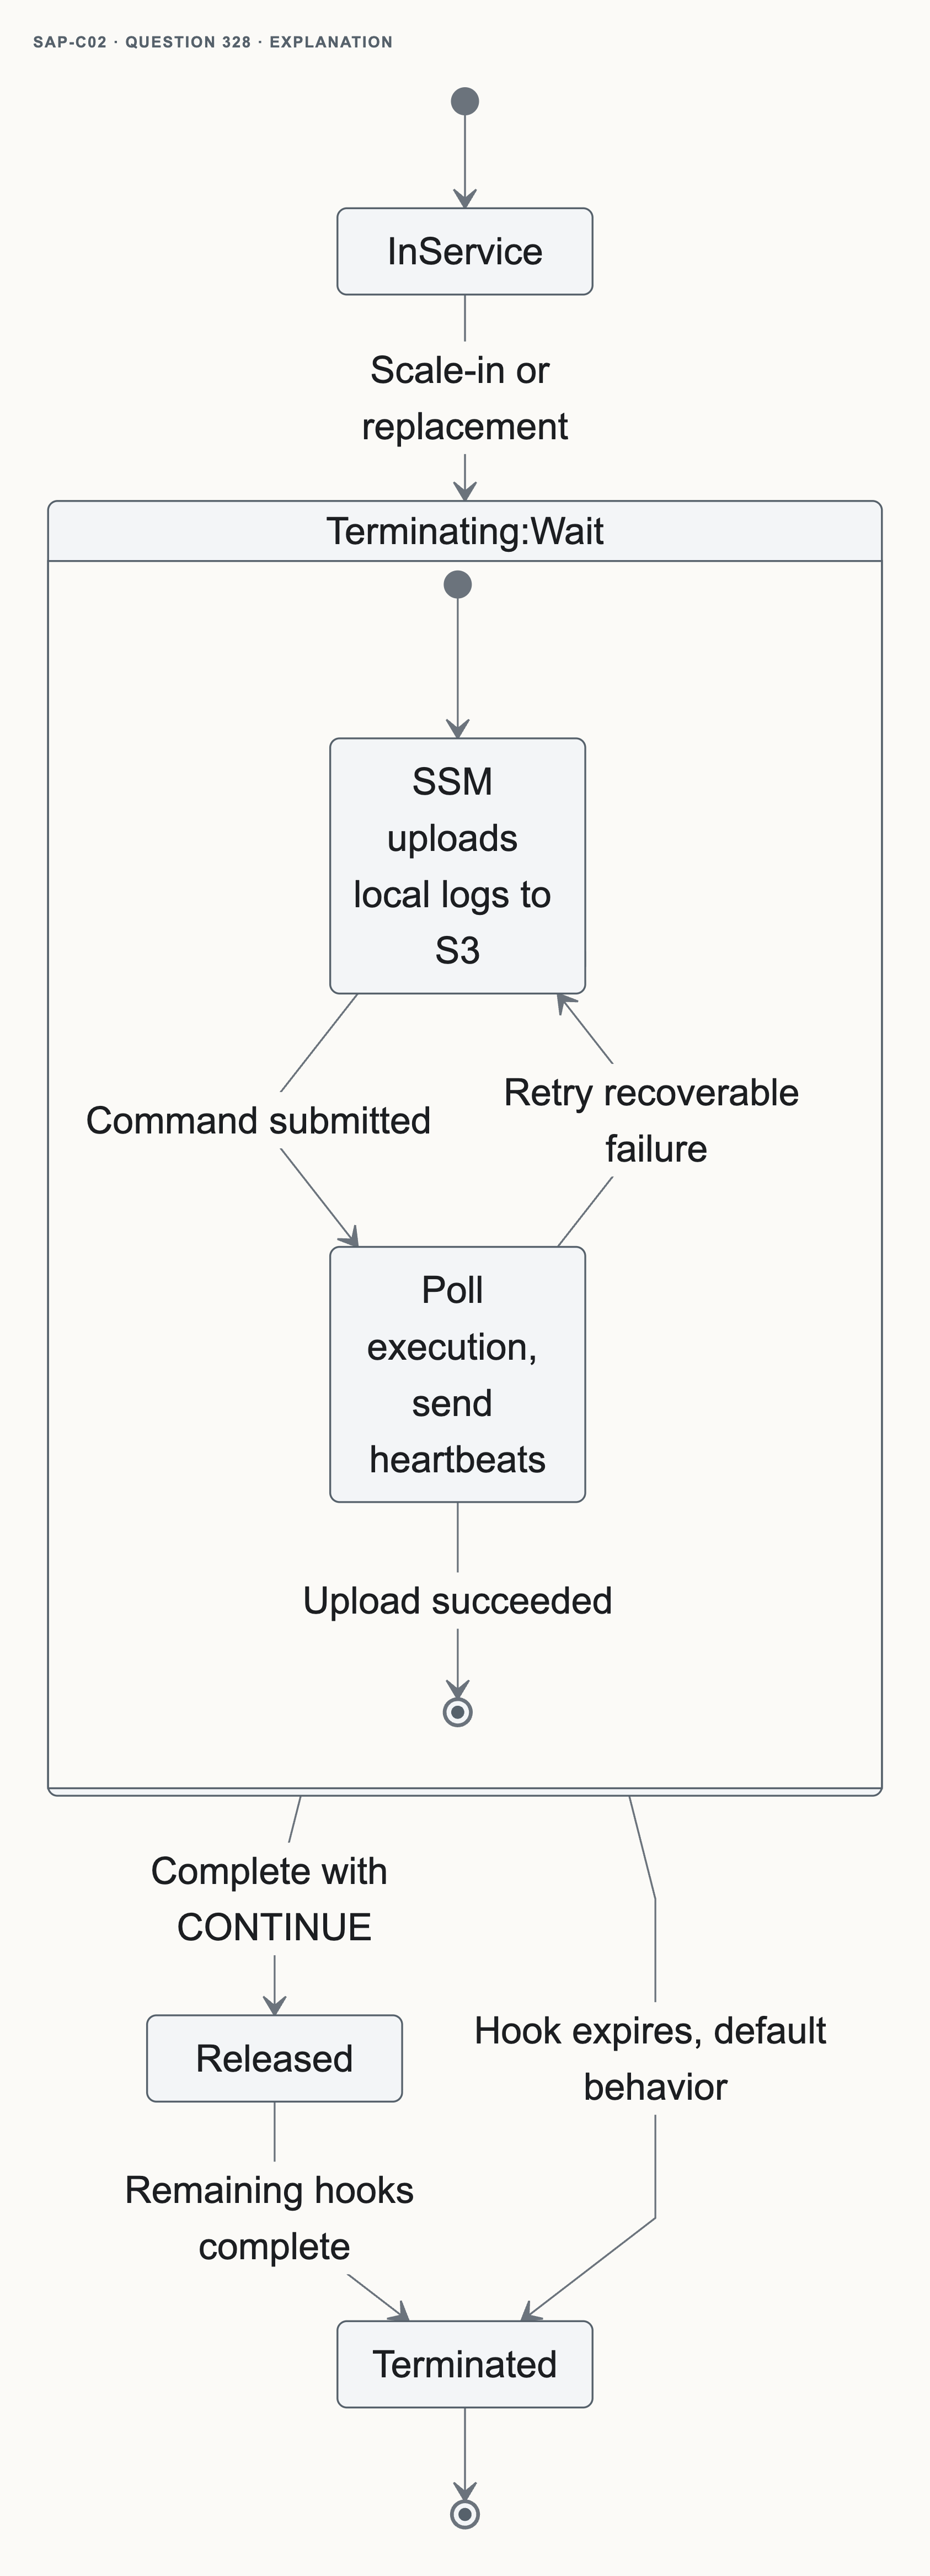 SAP-C02 · QUESTION 328 · EXPLANATION
InService
Scale-in or
replacement
Terminating:Wait
SSM
uploads
local logs to
S3
Command submitted
Retry recoverable
failure
Poll
execution,
send
heartbeats
Upload succeeded
Complete with
CONTINUE
Released
Hook expires, default
behavior
Remaining hooks
complete
Terminated